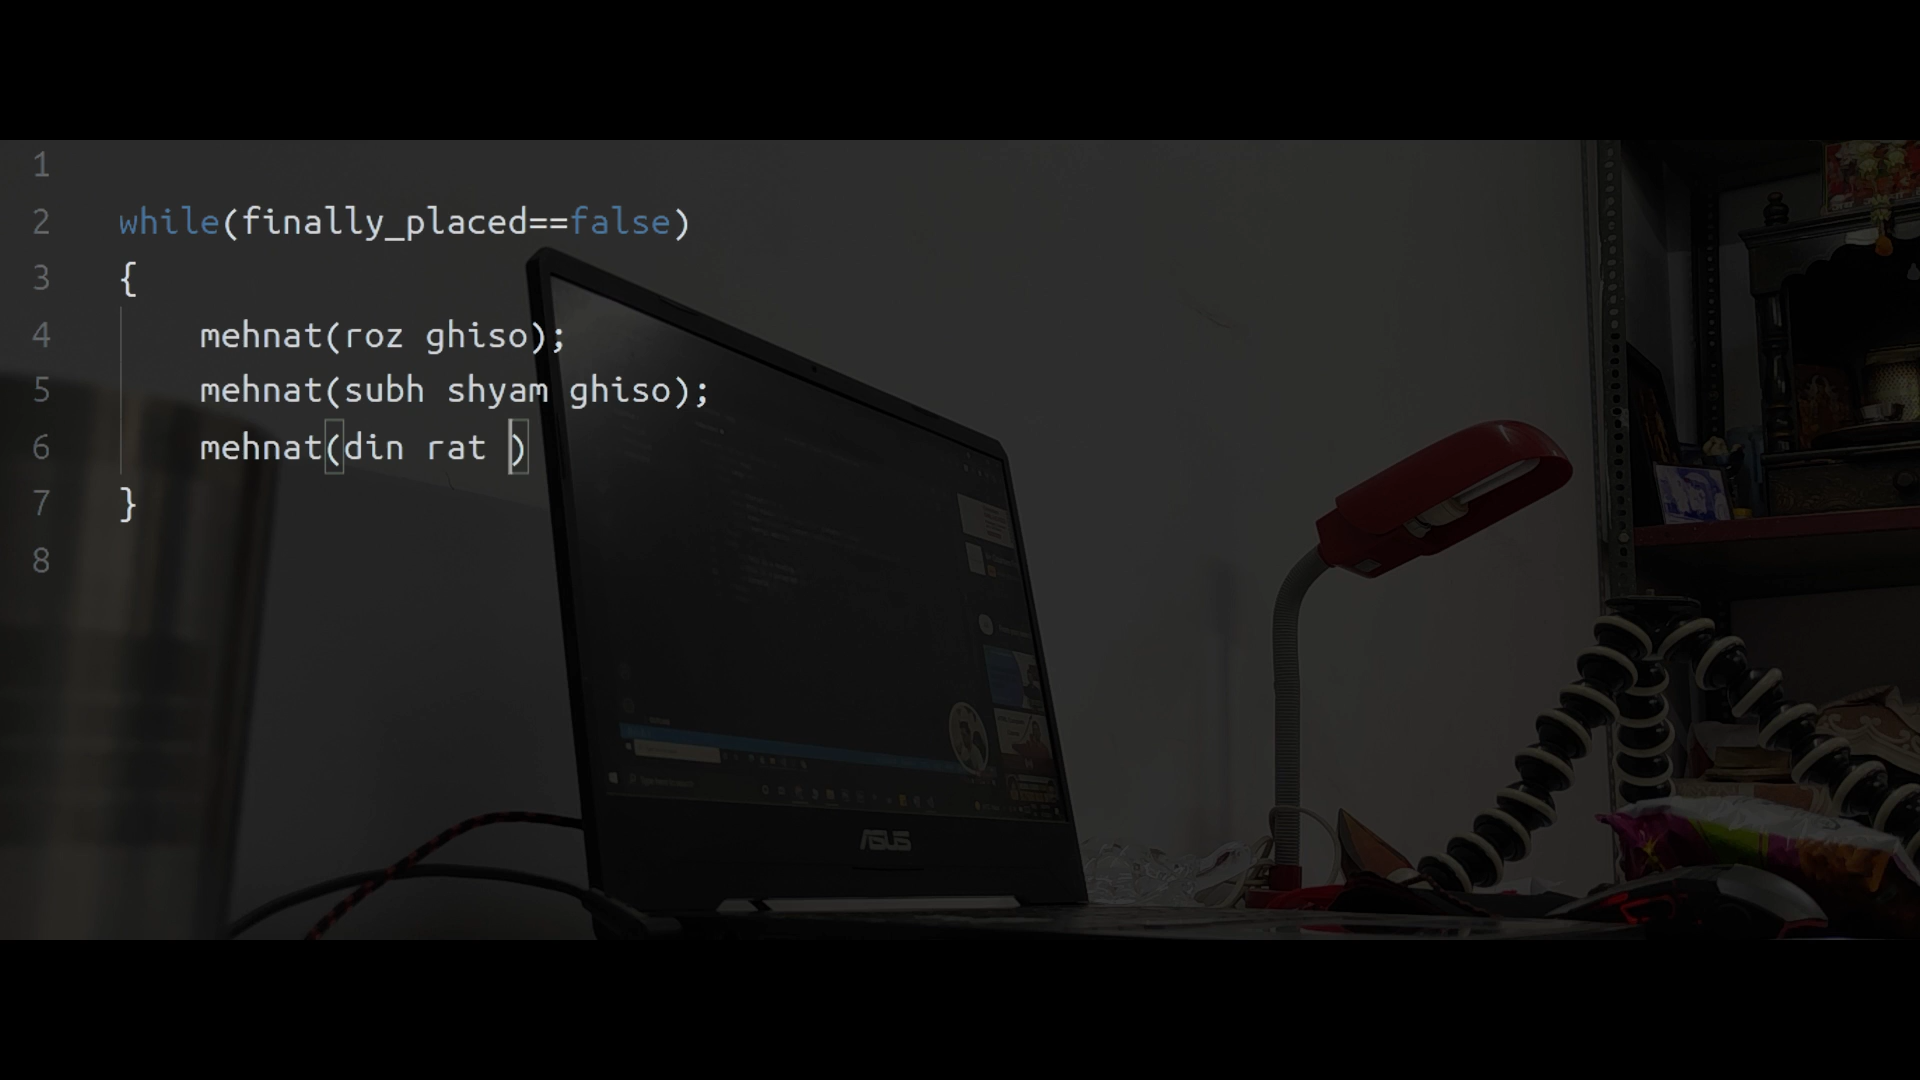 1
2 while(finally_placed==false)
3 {
4 mehnat(roz ghiso);
5 mehnat(subh shyam ghiso);
6 mehnat(din rat )
7 }
8
ASUS